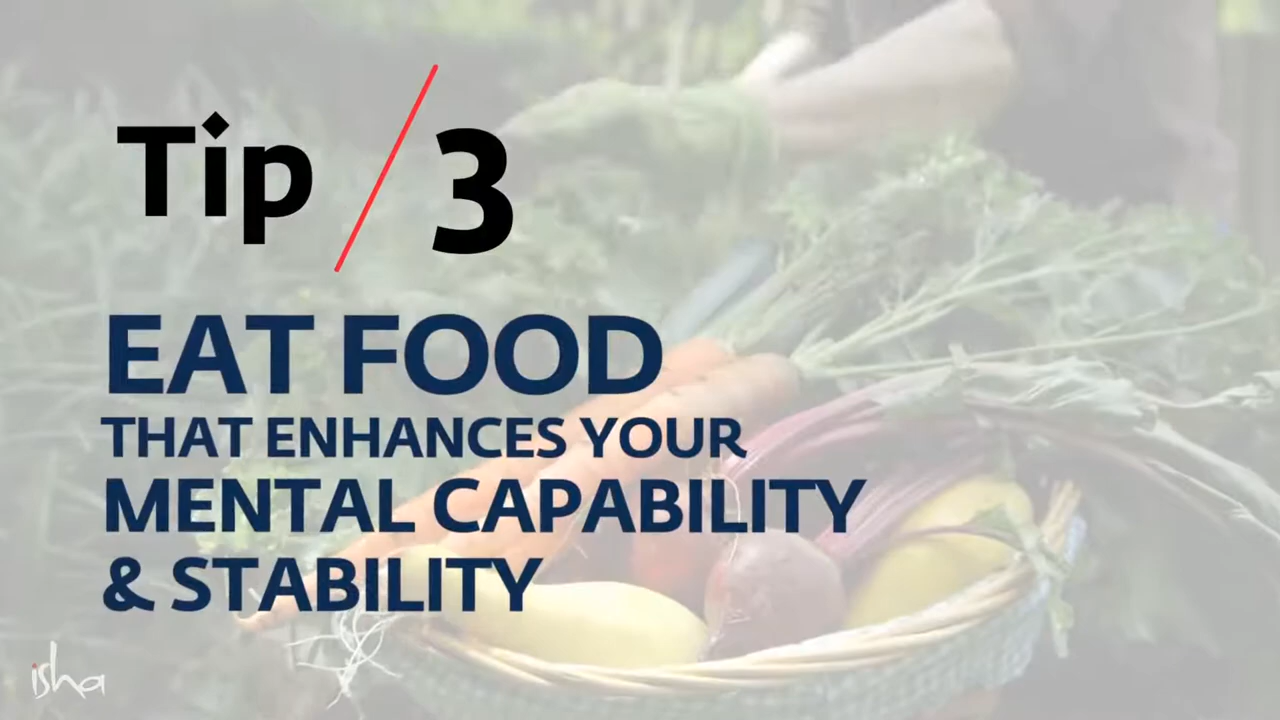 Tip / 3
EAT FOOD
THAT ENHANCES YOUR
MENTAL CAPABILITY
& STABILITY
isha